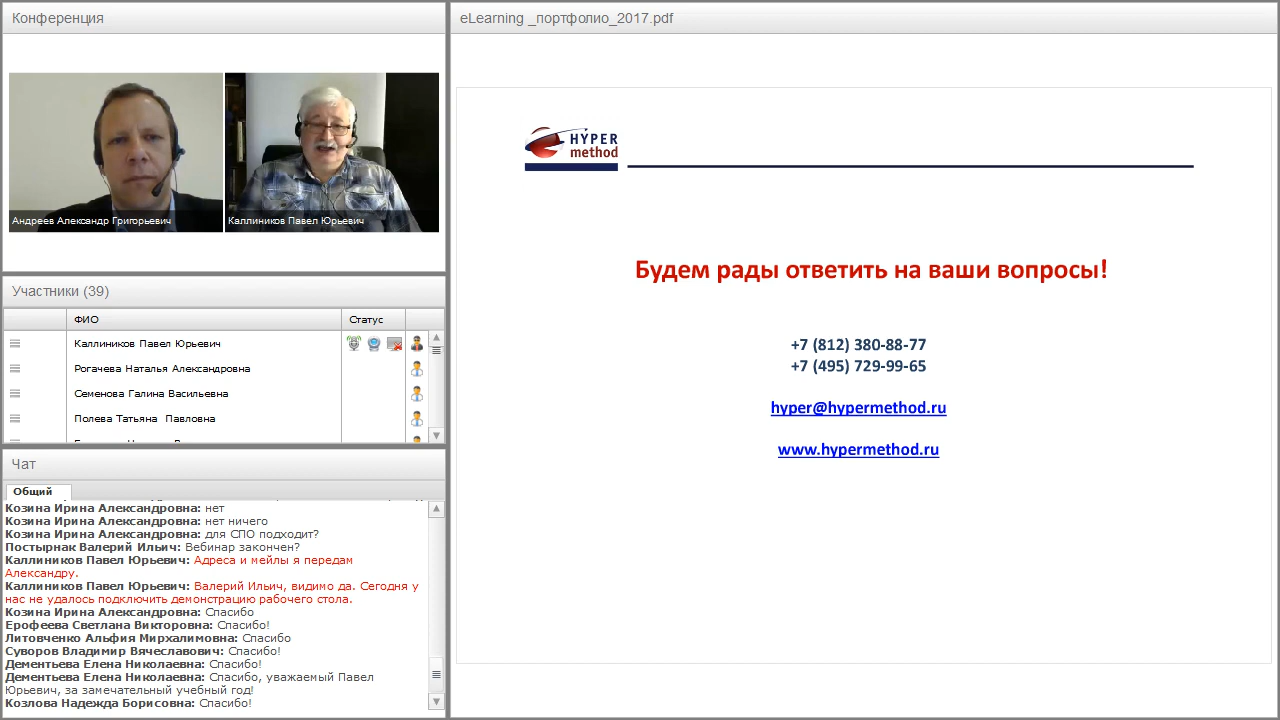 Конференция
Андреев Александр Григорьевич
Каллиников Павел Юрьевич
Участники (39)
ФИО
Статус
Каллиников Павел Юрьевич
Рогачева Наталья Александровна
Семенова Галина Васильевна
Полева Татьяна  Павловна
Чат
Общий
Козина Ирина Александровна: нет
Козина Ирина Александровна: нет ничего
Козина Ирина Александровна: для СПО подходит?
Постырнак Валерий Ильич: Вебинар закончен?
Каллиников Павел Юрьевич: Адреса и мейлы я передам
Александру.
Каллиников Павел Юрьевич: Валерий Ильич, видимо да. Сегодня у
нас не удалось подключить демонстрацию рабочего стола.
Козина Ирина Александровна: Спасибо
Ерофеева Светлана Викторовна: Спасибо!
Литовченко Альфия Мирхалимовна: Спасибо
Суворов Владимир Вячеславович: Спасибо!
Дементьева Елена Николаевна: Спасибо!
Дементьева Елена Николаевна: Спасибо, уважаемый Павел
Юрьевич, за замечательный учебный год!
Козлова Надежда Борисовна: Спасибо!
eLearning _портфолио_2017.pdf
HYPER
method
Будем рады ответить на ваши вопросы!
+7 (812) 380-88-77
+7 (495) 729-99-65
hyper@hypermethod.ru
www.hypermethod.ru